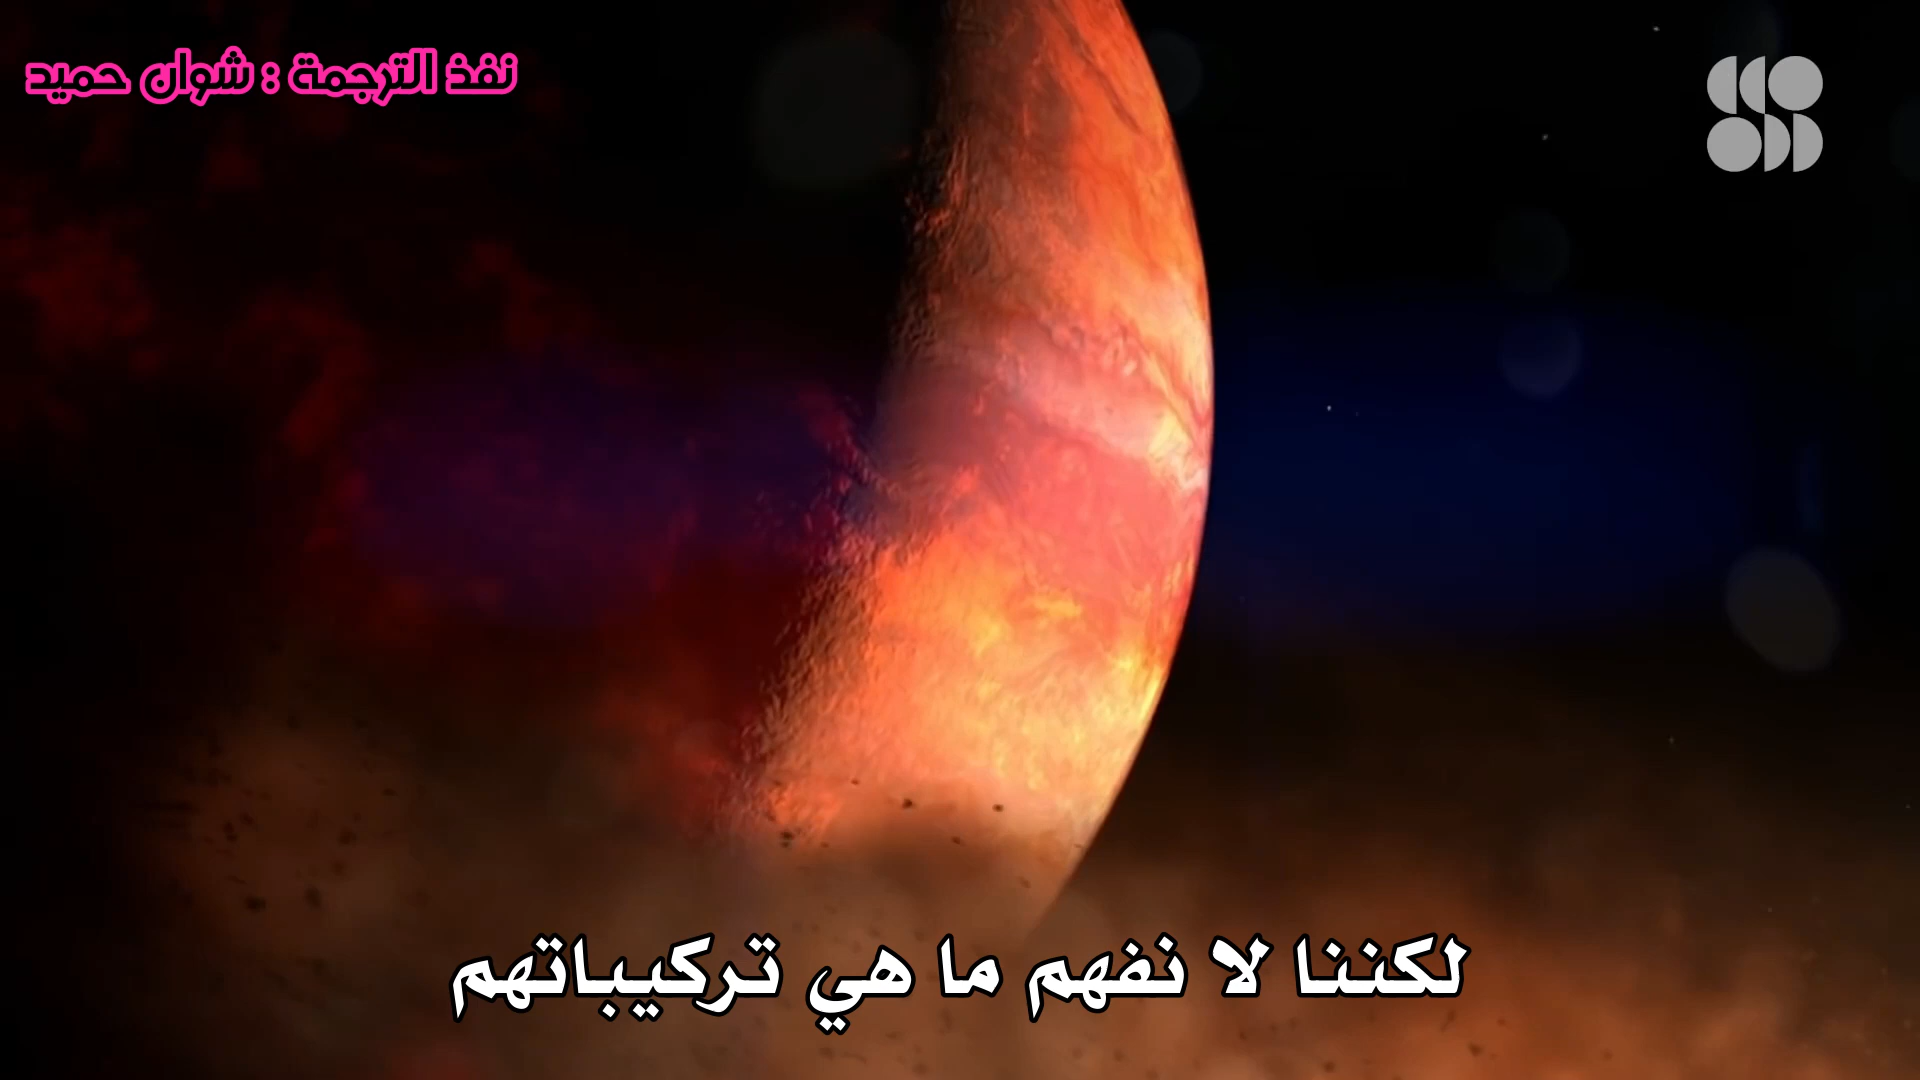 نفذ الترجمة : شوان حميد
لكننا لا نفهم ما هي تركيباتهم